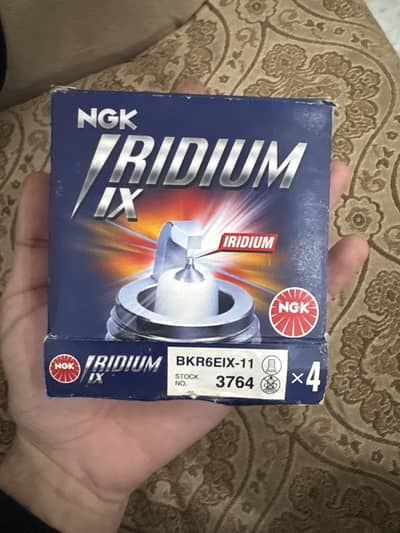 NGK
IRIDIUM
IX
IRIDIUM
NGK
NGK
IRIDIUM
IX
BKR6EIX-11
STOCK
NO.
3764
×4